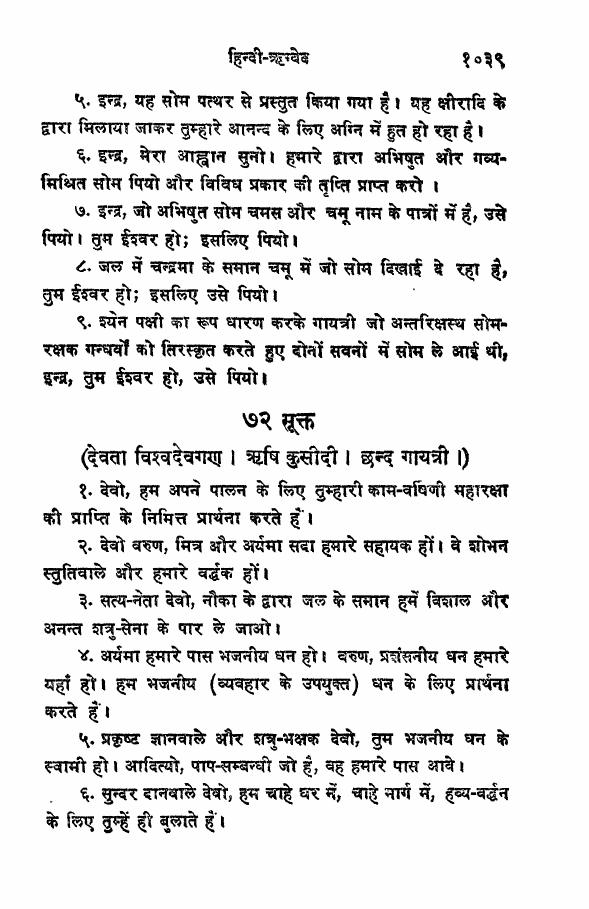 हिन्दी-ऋग्वेद १०३९
५. इन्द्र, यह सोम पत्थर से प्रस्तुत किया गया है। यह क्षीरादि के
द्वारा मिलाया जाकर तुम्हारे आनन्द के लिए अग्नि में हुत हो रहा है।
६. इन्द्र, मेरा आह्वान सुनो। हमारे द्वारा अभिषुत और गव्य-
मिश्रित सोम पियो और विविध प्रकार की तृप्ति प्राप्त करो ।
७. इन्द्र, जो अभिषुत सोम चमस और चमू नाम के पात्रों में है, उसे
पियो। तुम ईश्वर हो; इसलिए पियो।
८. जल में चन्द्रमा के समान चमू में जो सोम दिखाई दे रहा है,
तुम ईश्वर हो; इसलिए उसे पियो।
९. श्येन पक्षी का रूप धारण करके गायत्री जो अन्तरिक्षस्थ सोम-
रक्षक गन्धर्वों को तिरस्कृत करते हुए दोनों सवनों में सोम ले आई थी,
इन्द्र, तुम ईश्वर हो, उसे पियो।
७२ सूक्त
(देवता विश्वदेवगण । ऋषि कुसीदी । छन्द गायत्री ।)
१. देवो, हम अपने पालन के लिए तुम्हारी काम-वर्षिणी महारक्षा
की प्राप्ति के निमित्त प्रार्थना करते हैं।
२. देवो वरुण, मित्र और अर्यमा सदा हमारे सहायक हों। वे शोभन
स्तुतिवाले और हमारे वर्द्धक हों।
३. सत्य-नेता देवो, नौका के द्वारा जल के समान हमें विशाल और
अनन्त शत्रु-सेना के पार ले जाओ।
४. अर्यमा हमारे पास भजनीय धन हो। वरुण, प्रशंसनीय धन हमारे
यहाँ हो। हम भजनीय (व्यवहार के उपयुक्त) धन के लिए प्रार्थना
करते हैं।
५. प्रकृष्ट ज्ञानवाले और शत्रु-भक्षक देवो, तुम भजनीय धन के
स्वामी हो। आदित्यो, पाप-सम्बन्धी जो है, वह हमारे पास आवे।
६. सुन्दर दानवाले देवो, हम चाहे घर में, चाहे मार्ग में, हव्य-वर्द्धन
के लिए तुम्हें ही बुलाते हैं।